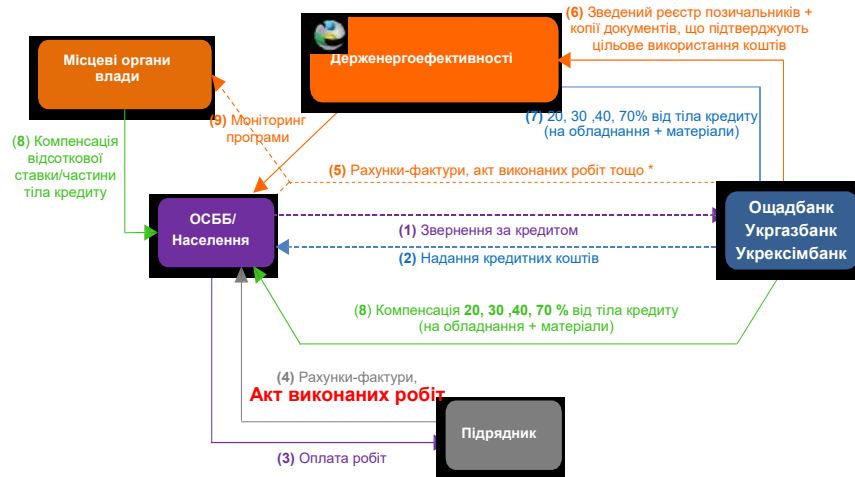 (6) Зведений реєстр позичальників +
копії документів, що підтверджують
цільове використання коштів
Місцеві органи
влади
Держенергоефективності
(9) Моніторинг
програми
(7) 20, 30 ,40, 70% від тіла кредиту
(на обладнання + матеріали)
(8) Компенсація
відсоткової
ставки/частини
тіла кредиту
(5) Рахунки-фактури, акт виконаних робіт тощо *
ОСББ/
Населення
(1) Звернення за кредитом
(2) Надання кредитних коштів
Ощадбанк
Укргазбанк
Укрексімбанк
(8) Компенсація 20, 30 ,40, 70 % від тіла кредиту
(на обладнання + матеріали)
(4) Рахунки-фактури,
Акт виконаних робіт
Підрядник
(3) Оплата робіт